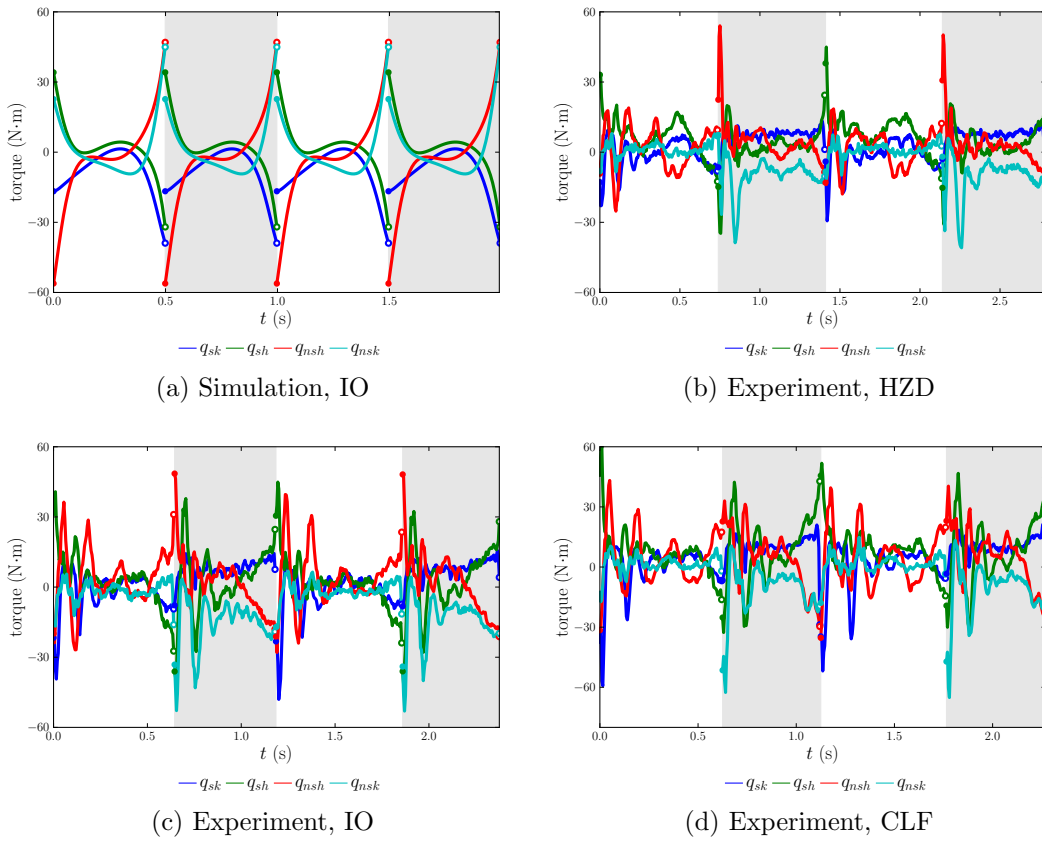 60
30
0
−30
−60
torque (N·m)
0.0 0.5 1.0 1.5
t (s)
q_sk q_sh q_nsh q_nsk
(a) Simulation, IO
60
30
0
−30
−60
torque (N·m)
0.0 0.5 1.0 1.5 2.0 2.5
t (s)
q_sk q_sh q_nsh q_nsk
(b) Experiment, HZD
60
30
0
−30
−60
torque (N·m)
0.0 0.5 1.0 1.5 2.0
t (s)
q_sk q_sh q_nsh q_nsk
(c) Experiment, IO
60
30
0
−30
−60
torque (N·m)
0.0 0.5 1.0 1.5 2.0
t (s)
q_sk q_sh q_nsh q_nsk
(d) Experiment, CLF